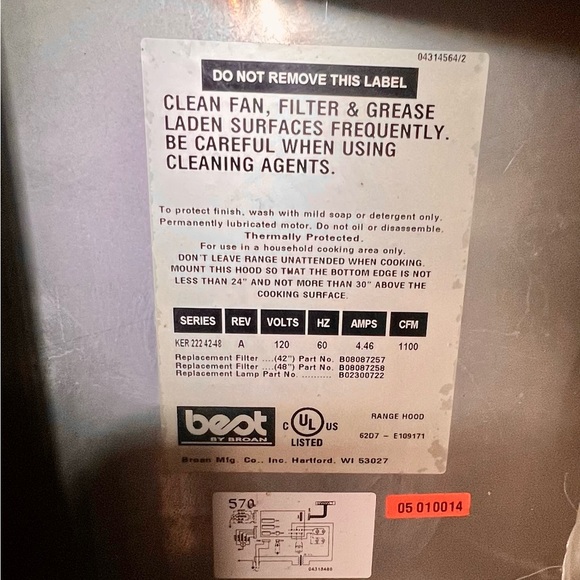 04314564/2
DO NOT REMOVE THIS LABEL
CLEAN FAN, FILTER & GREASE
LADEN SURFACES FREQUENTLY.
BE CAREFUL WHEN USING
CLEANING AGENTS.
To protect finish, wash with mild soap or detergent only.
Permanently lubricated motor. Do not oil or disassemble.
Thermally Protected.
For use in a household cooking area only.
DON'T LEAVE RANGE UNATTENDED WHEN COOKING.
MOUNT THIS HOOD SO THAT THE BOTTOM EDGE IS NOT
LESS THAN 24" AND NOT MORE THAN 30" ABOVE THE
COOKING SURFACE.
SERIES REV VOLTS HZ AMPS CFM
KER 222 42-48 A 120 60 4.46 1100
Replacement Filter ....(42") Part No. B08087257
Replacement Filter ....(48") Part No. B08087258
Replacement Lamp Part No. .......... B02300722
best
BY BROAN
C UL US
LISTED
RANGE HOOD
62D7 - E109171
Broan Mfg. Co., Inc. Hartford, WI 53027
570
05 010014